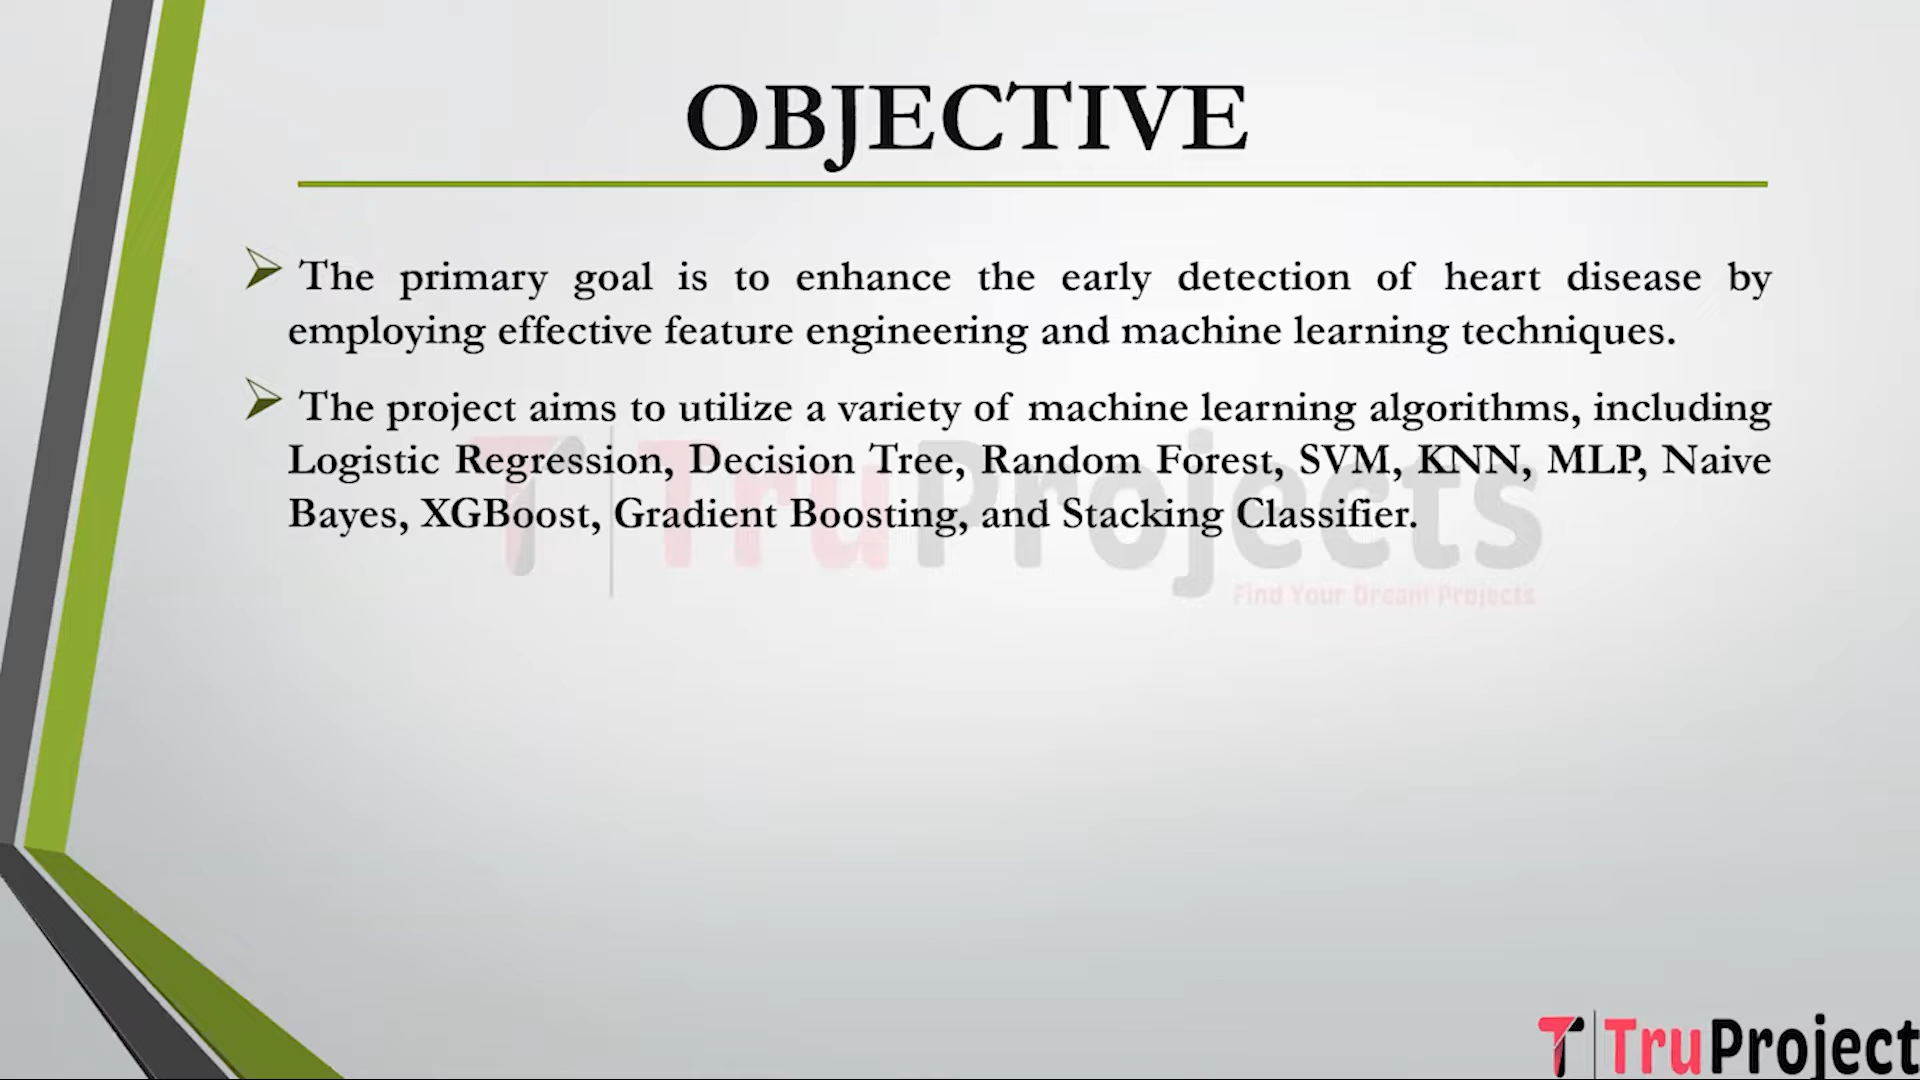 OBJECTIVE
The primary goal is to enhance the early detection of heart disease by
employing effective feature engineering and machine learning techniques.
The project aims to utilize a variety of machine learning algorithms, including
Logistic Regression, Decision Tree, Random Forest, SVM, KNN, MLP, Naive
Bayes, XGBoost, Gradient Boosting, and Stacking Classifier.
TruProjects
Find Your Dream Projects
TruProject